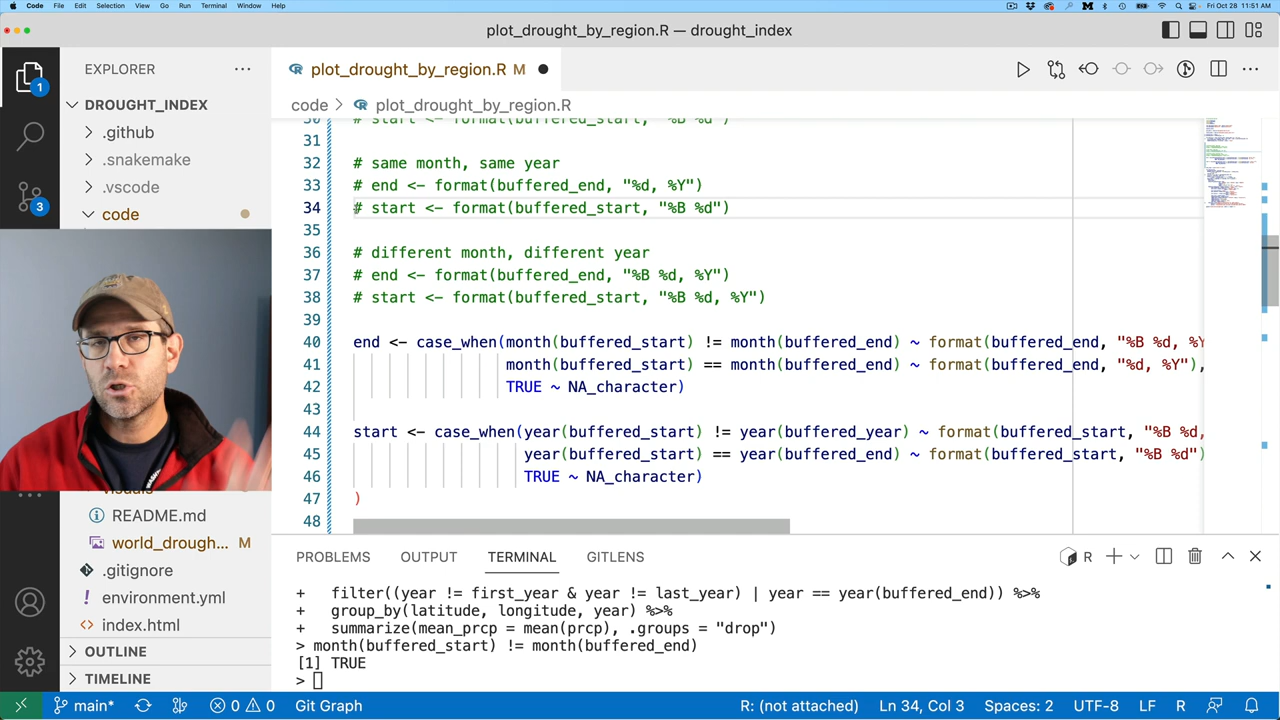 Code File Edit Selection View Go Run Terminal Window Help Fri Oct 28 11:51 AM
plot_drought_by_region.R — drought_index
EXPLORER
plot_drought_by_region.R M
DROUGHT_INDEX
code > plot_drought_by_region.R
.github
.snakemake
.vscode
code
1
3
30 # start <- format(buffered_start, "%B %d")
31
32 # same month, same year
33 # end <- format(buffered_end, "%d, %Y")
34 # start <- format(buffered_start, "%B %d")
35
36 # different month, different year
37 # end <- format(buffered_end, "%B %d, %Y")
38 # start <- format(buffered_start, "%B %d, %Y")
39
40 end <- case_when(month(buffered_start) != month(buffered_end) ~ format(buffered_end, "%B %d, %Y
41 month(buffered_start) == month(buffered_end) ~ format(buffered_end, "%d, %Y"),
42 TRUE ~ NA_character)
43
44 start <- case_when(year(buffered_start) != year(buffered_year) ~ format(buffered_start, "%B %d,
45 year(buffered_start) == year(buffered_end) ~ format(buffered_start, "%B %d")
46 TRUE ~ NA_character)
47 )
48
visuals
README.md
world_drough... M
.gitignore
environment.yml
index.html
OUTLINE
TIMELINE
PROBLEMS OUTPUT TERMINAL GITLENS R
+ filter((year != first_year & year != last_year) | year == year(buffered_end)) %>%
+ group_by(latitude, longitude, year) %>%
+ summarize(mean_prcp = mean(prcp), .groups = "drop")
> month(buffered_start) != month(buffered_end)
[1] TRUE
>
main* 0 0 Git Graph R: (not attached) Ln 34, Col 3 Spaces: 2 UTF-8 LF R